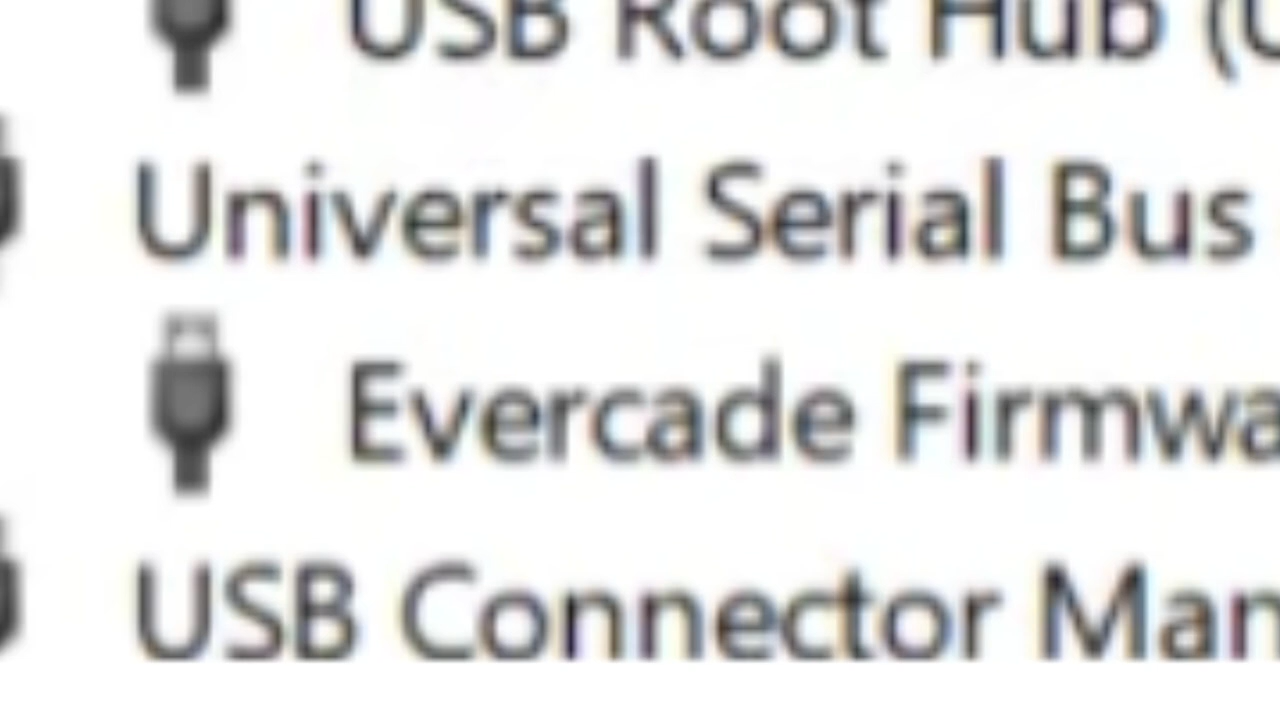 USB Root Hub (U
Universal Serial Bus
Evercade Firmwa
USB Connector Man